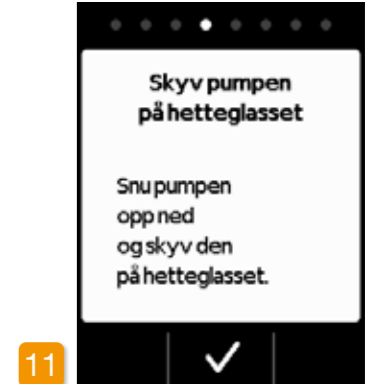 Skyv pumpen
på hetteglasset
Snu pumpen
opp ned
og skyv den
på hetteglasset.
11